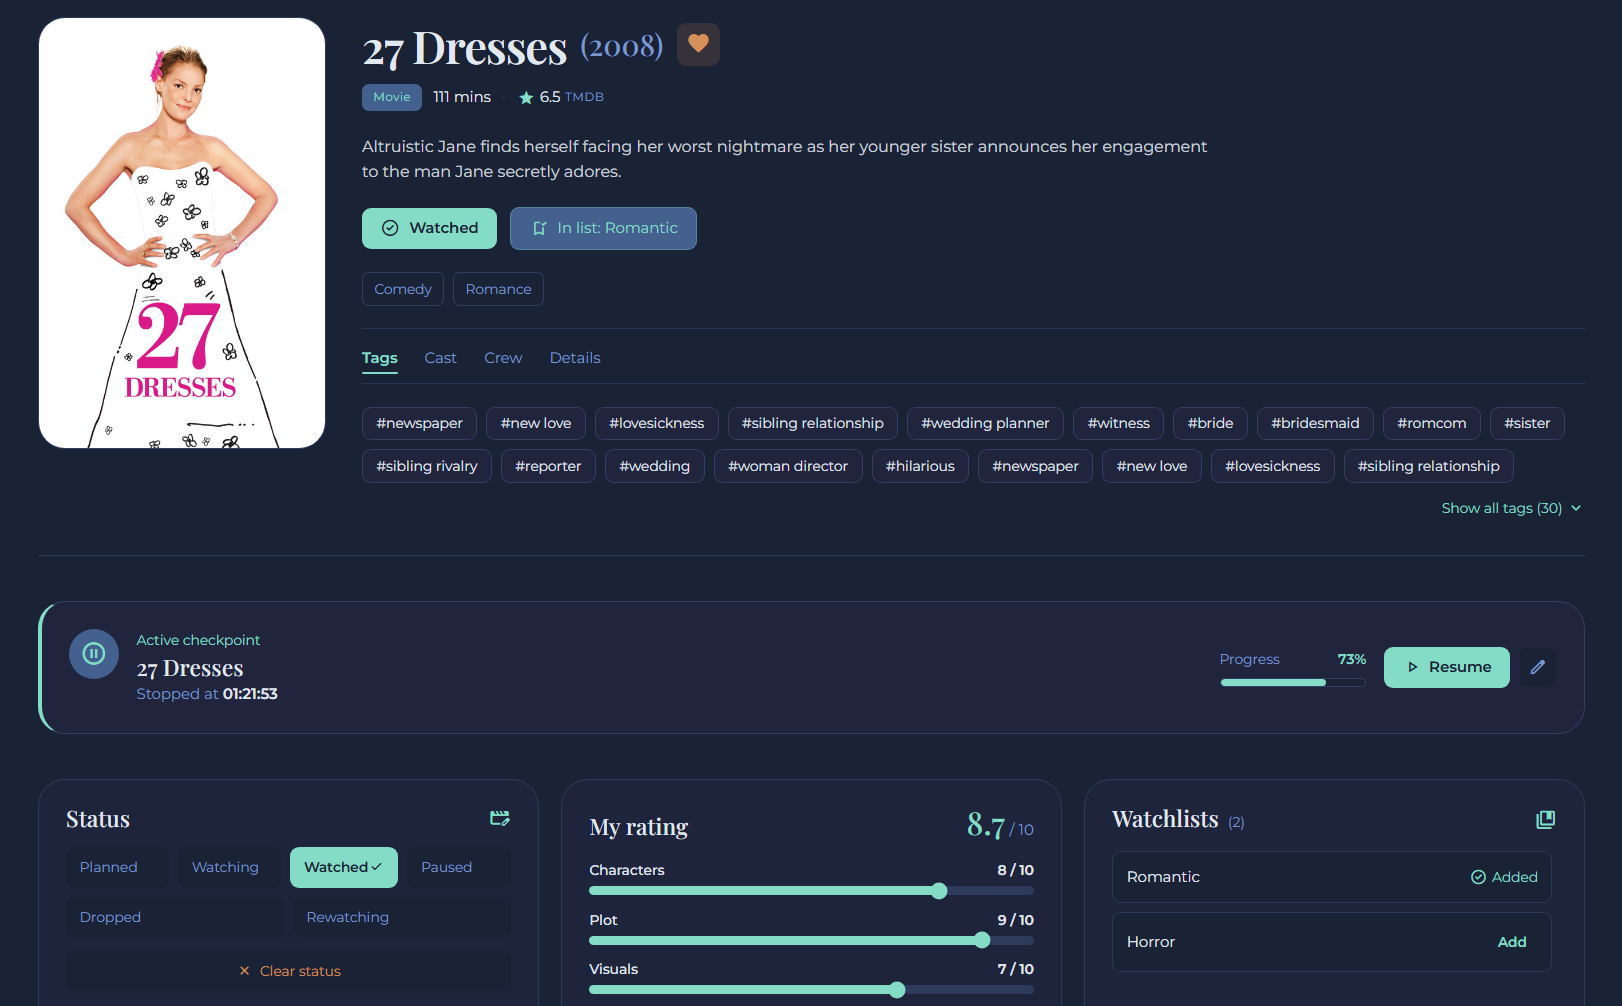 27 Dresses (2008)
Movie 111 mins · ★ 6.5 TMDB
Altruistic Jane finds herself facing her worst nightmare as her younger sister announces her engagement
to the man Jane secretly adores.
Watched In list: Romantic
Comedy Romance
27
DRESSES
Tags Cast Crew Details
#newspaper #new love #lovesickness #sibling relationship #wedding planner #witness #bride #bridesmaid #romcom #sister
#sibling rivalry #reporter #wedding #woman director #hilarious #newspaper #new love #lovesickness #sibling relationship
Show all tags (30)
Active checkpoint
27 Dresses
Stopped at 01:21:53
Progress 73%
Resume
Status
Planned Watching Watched Paused
Dropped Rewatching
Clear status
My rating 8.7 / 10
Characters 8 / 10
Plot 9 / 10
Visuals 7 / 10
Watchlists (2)
Romantic Added
Horror Add